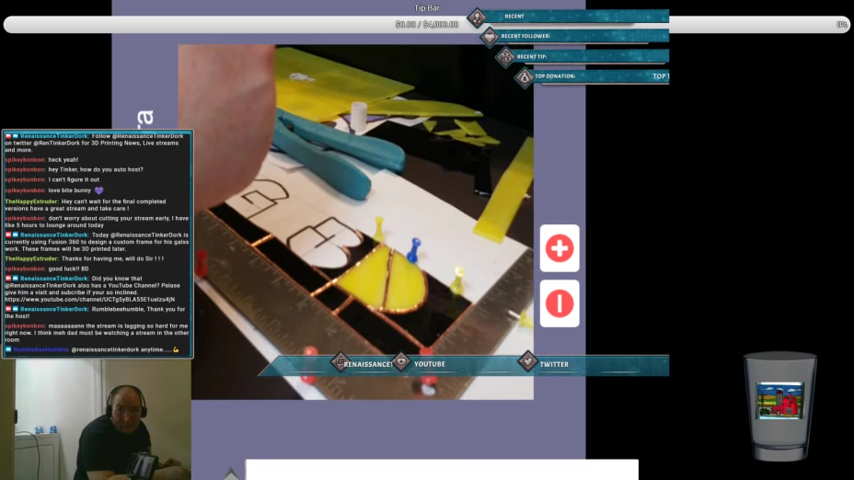 Tip Bar
$0.00 / $4,000.00
0%
RECENT
RECENT FOLLOWER:
RECENT TIP:
TOP DONATION:
TOP
ra
RenaissanceTinkerDork: Follow @RenaissanceTinkerDork
on twitter @RenTinkerDork for 3D Printing News, Live streams
and more.
spikeybonbon: heck yeah!
spikeybonbon: hey Tinker, how do you auto host?
spikeybonbon: I can't figure it out
spikeybonbon: love bite bunny
TheHappyExtruder: Hey can't wait for the final completed
versions have a great stream and take care !
spikeybonbon: don't worry about cutting your stream early, I have
like 5 hours to lounge around today
RenaissanceTinkerDork: Today @RenaissanceTinkerDork is
currently using Fusion 360 to design a custom frame for his galss
work. These frames will be 3D printed later.
TheHappyExtruder: Thanks for having me, will do Sir ! ! !
spikeybonbon: good luck!! BD
RenaissanceTinkerDork: Did you know that
@RenaissanceTinkerDork also has a YouTube Channel? Please
give him a visit and subcribe if your so inclined.
RenaissanceTinkerDork: Rumblebeehumble, Thank you for
the host!
spikeybonbon: maaaaaaann the stream is lagging so hard for me
right now. I think meh dad must be watching a stream in the other
room
@renaissancetinkerdork anytime.....
RENAISSANCE
YOUTUBE
TWITTER